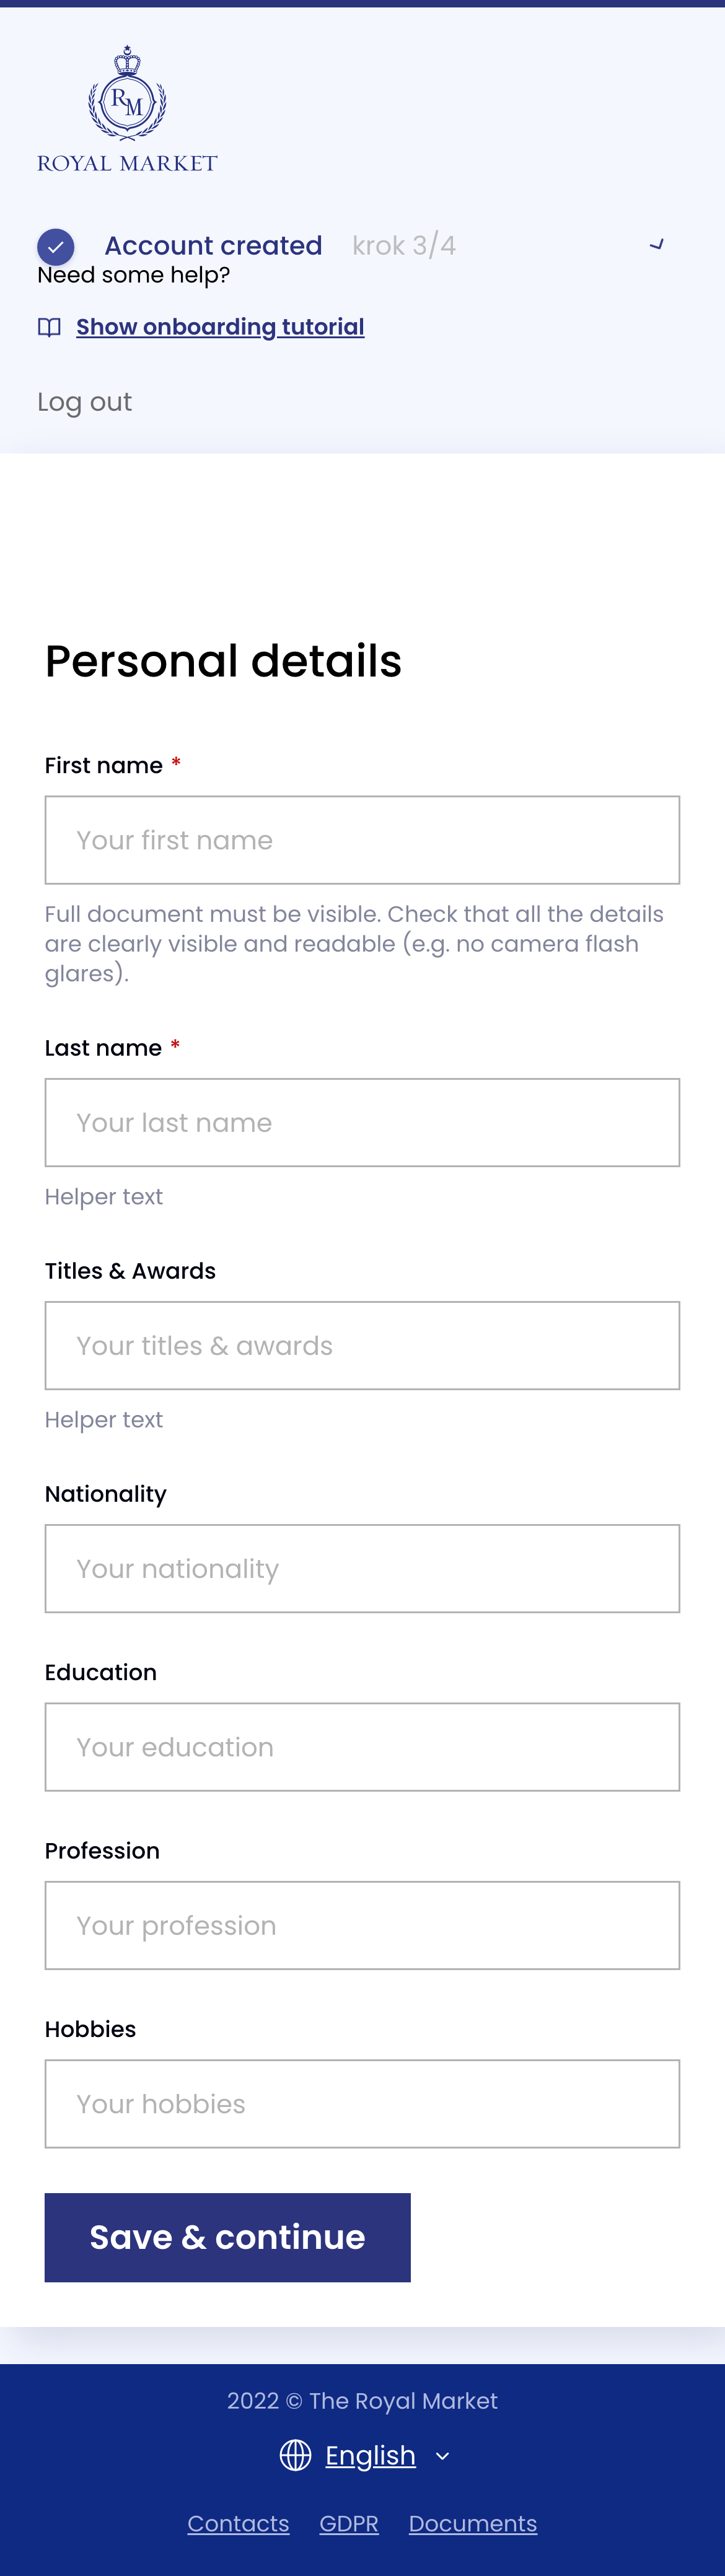 RM
ROYAL MARKET
Account created krok 3/4
Need some help?
Show onboarding tutorial
Log out
Personal details
First name *
Your first name
Full document must be visible. Check that all the details
are clearly visible and readable (e.g. no camera flash
glares).
Last name *
Your last name
Helper text
Titles & Awards
Your titles & awards
Helper text
Nationality
Your nationality
Education
Your education
Profession
Your profession
Hobbies
Your hobbies
Save & continue
2022 © The Royal Market
English
Contacts GDPR Documents